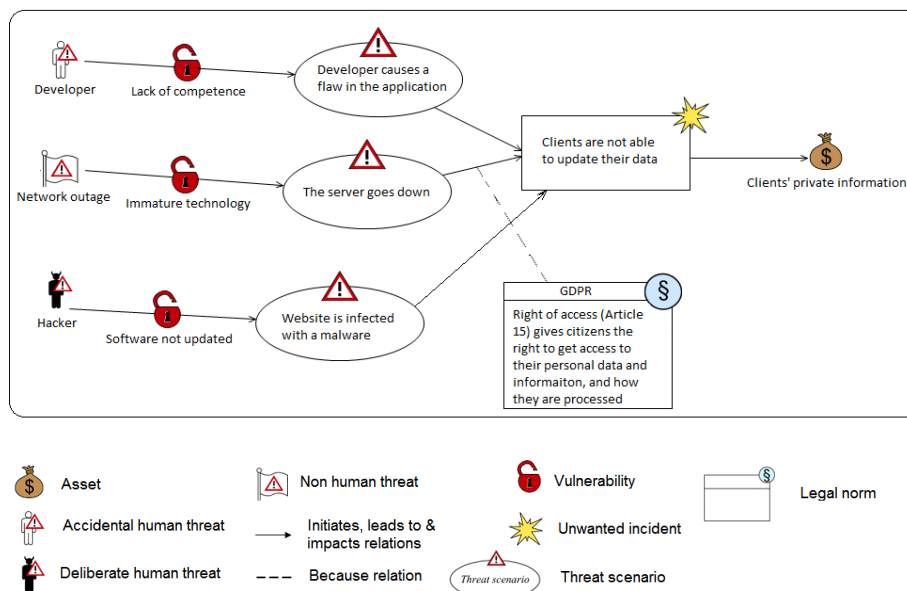 Developer
Lack of competence
Developer causes a
flaw in the application
Clients are not able
to update their data
$
Clients' private information
Network outage
Immature technology
The server goes down
Hacker
Software not updated
Website is infected
with a malware
GDPR
§
Right of access (Article
15) gives citizens the
right to get access to
their personal data and
informaiton, and how
they are processed
$
Asset
Non human threat
Vulnerability
§
Legal norm
Accidental human threat
Initiates, leads to &
impacts relations
Unwanted incident
Deliberate human threat
Because relation
Threat scenario
Threat scenario